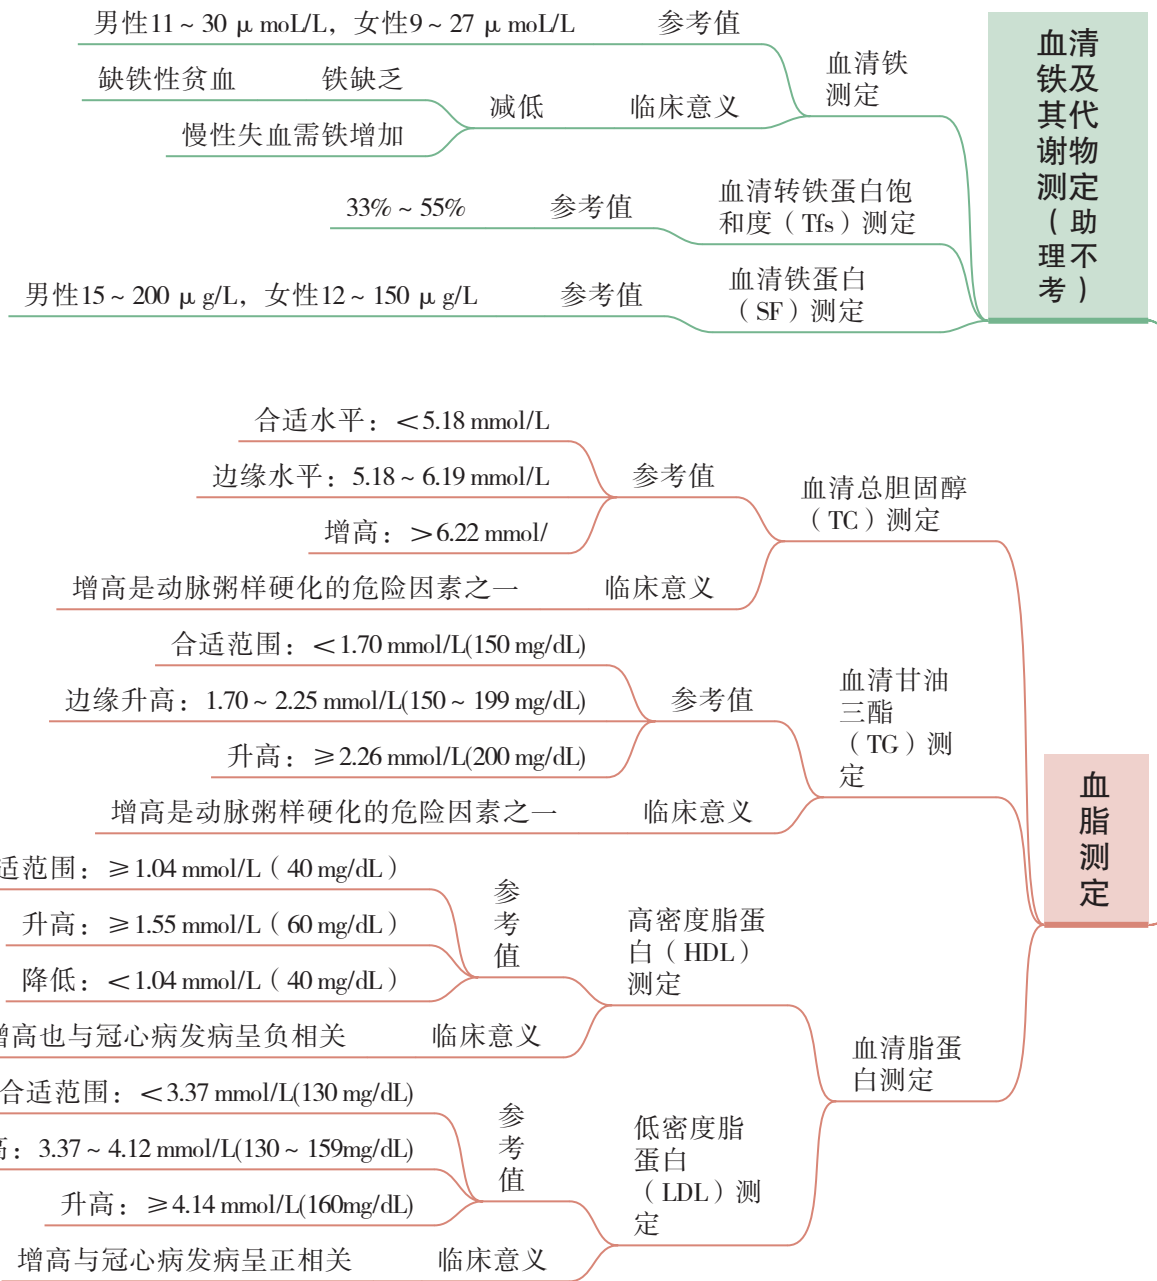 血清
铁及
其代
谢物
测定
（助
理不
考）
血清铁
测定
参考值
男性11～30 μ moL/L，女性9～27 μ moL/L
临床意义
减低
铁缺乏
缺铁性贫血
慢性失血需铁增加
血清转铁蛋白饱
和度（Tfs）测定
参考值
33%～55%
血清铁蛋白
（SF）测定
参考值
男性15～200 μ g/L，女性12～150 μ g/L
血
脂
测
定
血清总胆固醇
（TC）测定
参考值
合适水平：＜5.18 mmol/L
边缘水平：5.18～6.19 mmol/L
增高：＞6.22 mmol/
临床意义
增高是动脉粥样硬化的危险因素之一
血清甘油
三酯
（TG）测
定
参考值
合适范围：＜1.70 mmol/L(150 mg/dL)
边缘升高：1.70～2.25 mmol/L(150～199 mg/dL)
升高：≥2.26 mmol/L(200 mg/dL)
临床意义
增高是动脉粥样硬化的危险因素之一
血清脂蛋
白测定
高密度脂蛋
白（HDL）
测定
参
考
值
适范围：≥1.04 mmol/L（40 mg/dL）
升高：≥1.55 mmol/L（60 mg/dL）
降低：＜1.04 mmol/L（40 mg/dL）
临床意义
增高也与冠心病发病呈负相关
低密度脂
蛋白
（LDL）测
定
参
考
值
合适范围：＜3.37 mmol/L(130 mg/dL)
高：3.37～4.12 mmol/L(130～159mg/dL)
升高：≥4.14 mmol/L(160mg/dL)
临床意义
增高与冠心病发病呈正相关